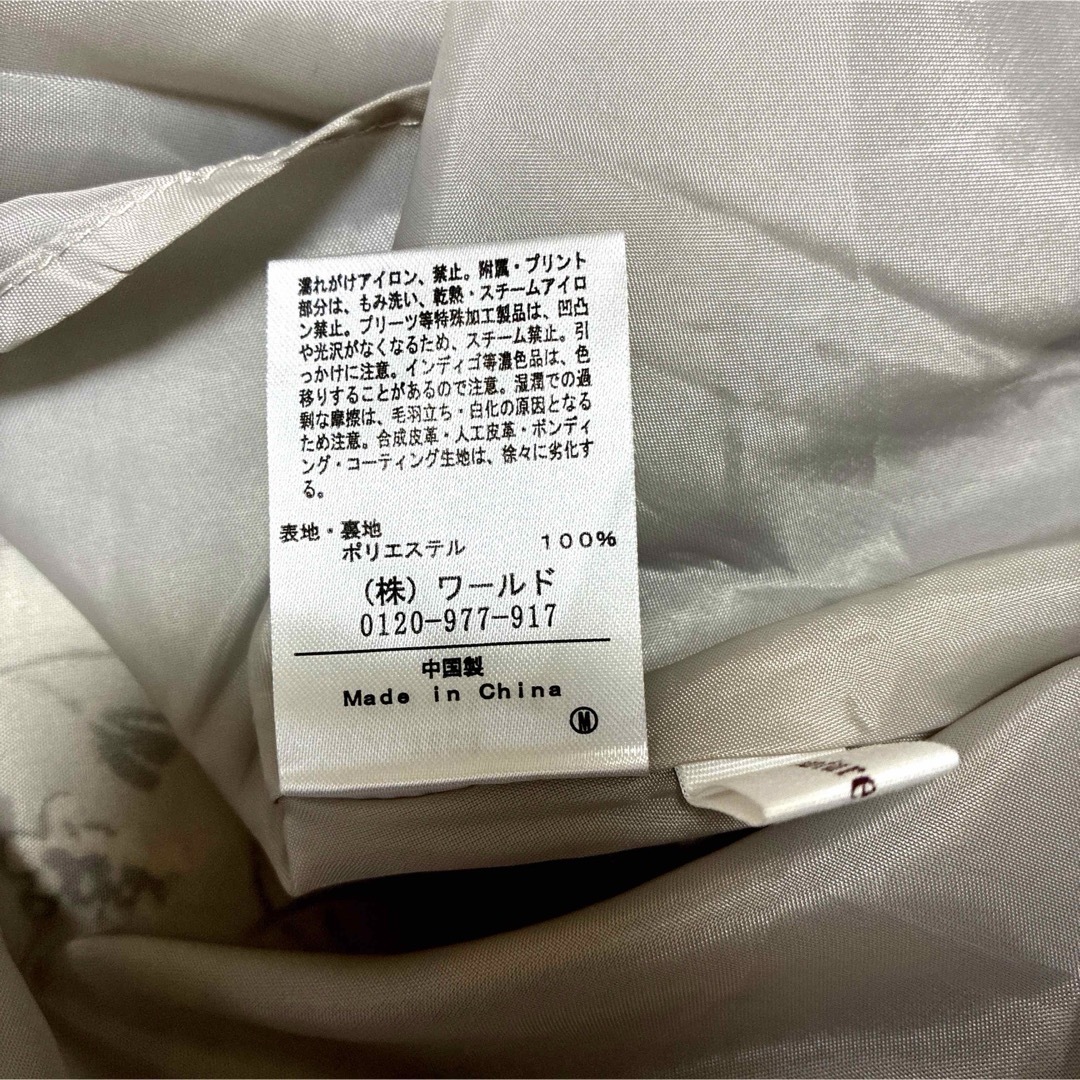 濡れがけアイロン、禁止。附属・プリント
部分は、もみ洗い、乾熱・スチームアイロ
ン禁止。プリーツ等特殊加工製品は、凹凸
や光沢がなくなるため、スチーム禁止。引
っかけに注意。インディゴ等濃色品は、色
移りすることがあるので注意。湿潤での過
剰な摩擦は、毛羽立ち・白化の原因となる
ため注意。合成皮革・人工皮革・ボンディ
ング・コーティング生地は、徐々に劣化す
る。
表地・裏地
ポリエステル 100%
(株)ワールド
0120-977-917
中国製
Made in China
Ⓜ